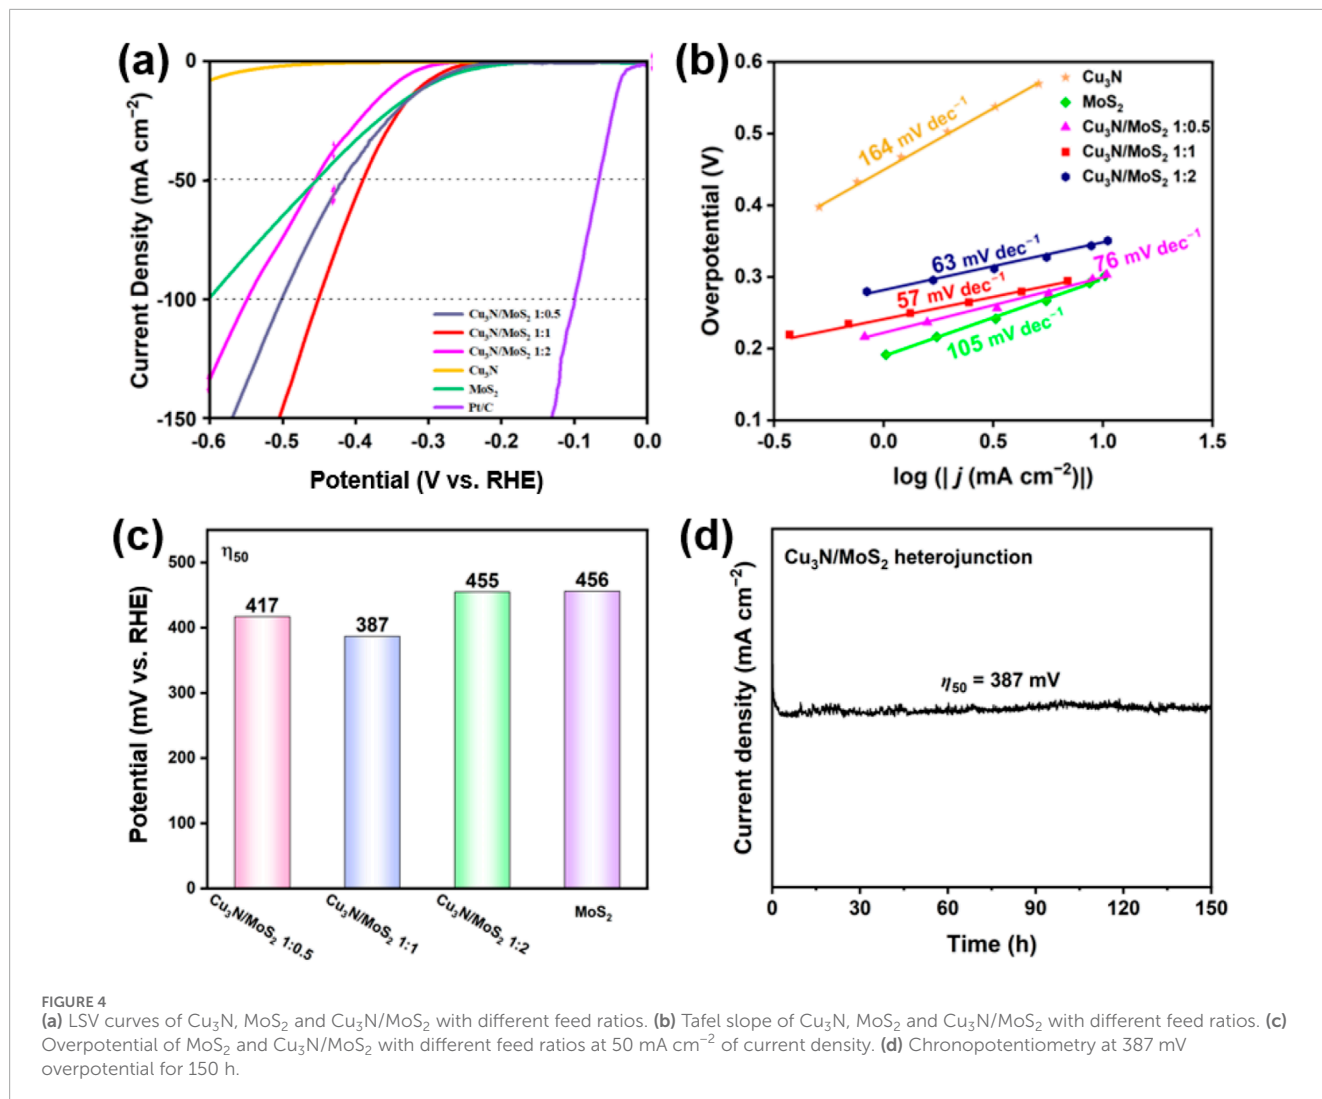 (a)
0
-50
-100
-150
Current Density (mA cm⁻²)
Cu₃N/MoS₂ 1:0.5
Cu₃N/MoS₂ 1:1
Cu₃N/MoS₂ 1:2
Cu₃N
MoS₂
Pt/C
-0.6 -0.5 -0.4 -0.3 -0.2 -0.1 0.0
Potential (V vs. RHE)
(b)
0.6
0.5
0.4
0.3
0.2
0.1
Overpotential (V)
Cu₃N
MoS₂
Cu₃N/MoS₂ 1:0.5
Cu₃N/MoS₂ 1:1
Cu₃N/MoS₂ 1:2
164 mV dec⁻¹
63 mV dec⁻¹
76 mV dec⁻¹
57 mV dec⁻¹
105 mV dec⁻¹
-0.5 0.0 0.5 1.0 1.5
log (| j (mA cm⁻²)|)
(c)
η₅₀
500
400
300
200
100
0
Potential (mV vs. RHE)
417
387
455
456
Cu₃N/MoS₂ 1:0.5
Cu₃N/MoS₂ 1:1
Cu₃N/MoS₂ 1:2
MoS₂
(d)
Cu₃N/MoS₂ heterojunction
Current density (mA cm⁻²)
η₅₀ = 387 mV
0 30 60 90 120 150
Time (h)
FIGURE 4
(a) LSV curves of Cu₃N, MoS₂ and Cu₃N/MoS₂ with different feed ratios. (b) Tafel slope of Cu₃N, MoS₂ and Cu₃N/MoS₂ with different feed ratios. (c)
Overpotential of MoS₂ and Cu₃N/MoS₂ with different feed ratios at 50 mA cm⁻² of current density. (d) Chronopotentiometry at 387 mV
overpotential for 150 h.